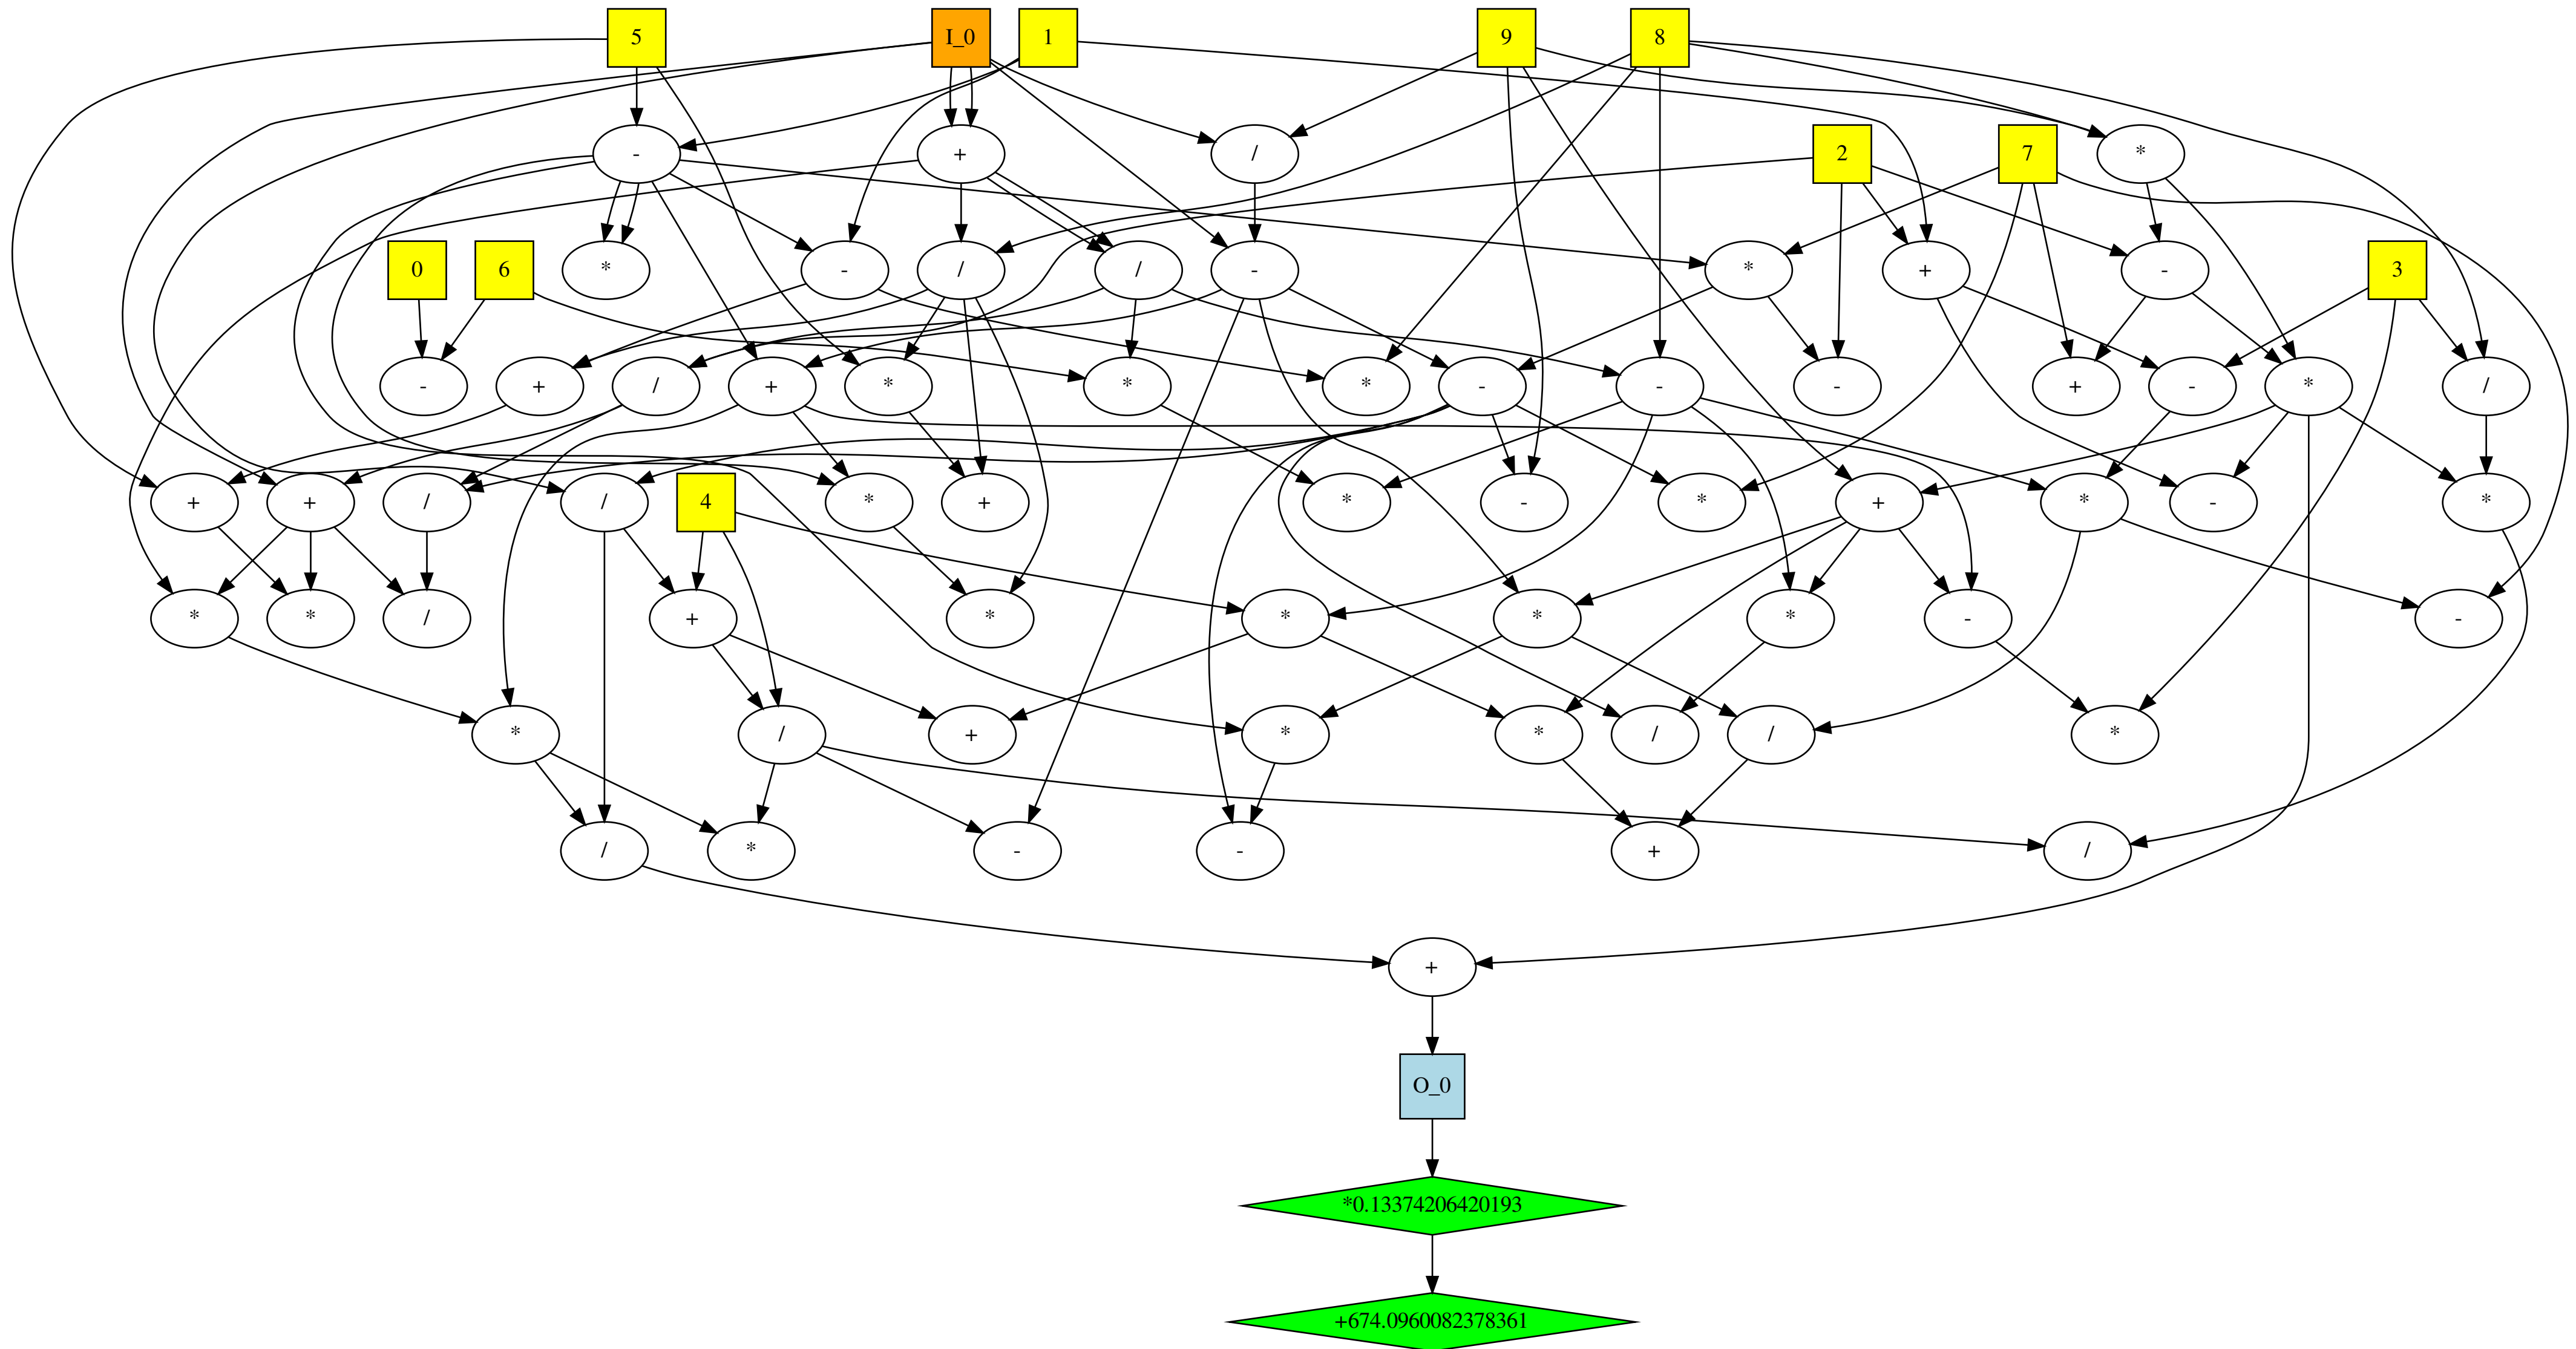 5 I_0 1 9 8
- + / 2 7 *
0 6 * - / / - * + - 3
- + / + * * * - - - + - * /
+ + / / 4 * + * - * + * - *
* * * + * * * * - -
* / + * * / / *
/ * - - + /
+
O_0
*0.13374206420193
+674.0960082378361